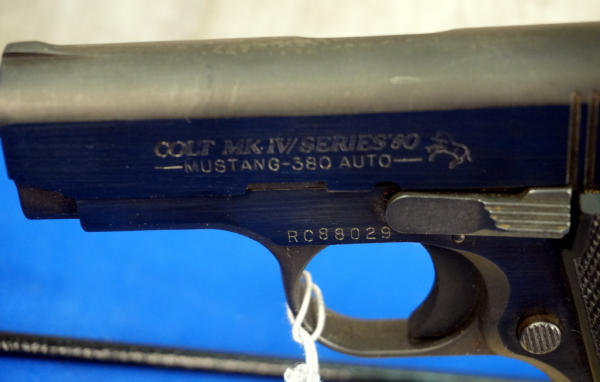 COLT MK·IV/SERIES'80
—MUSTANG-380 AUTO—
RC88029